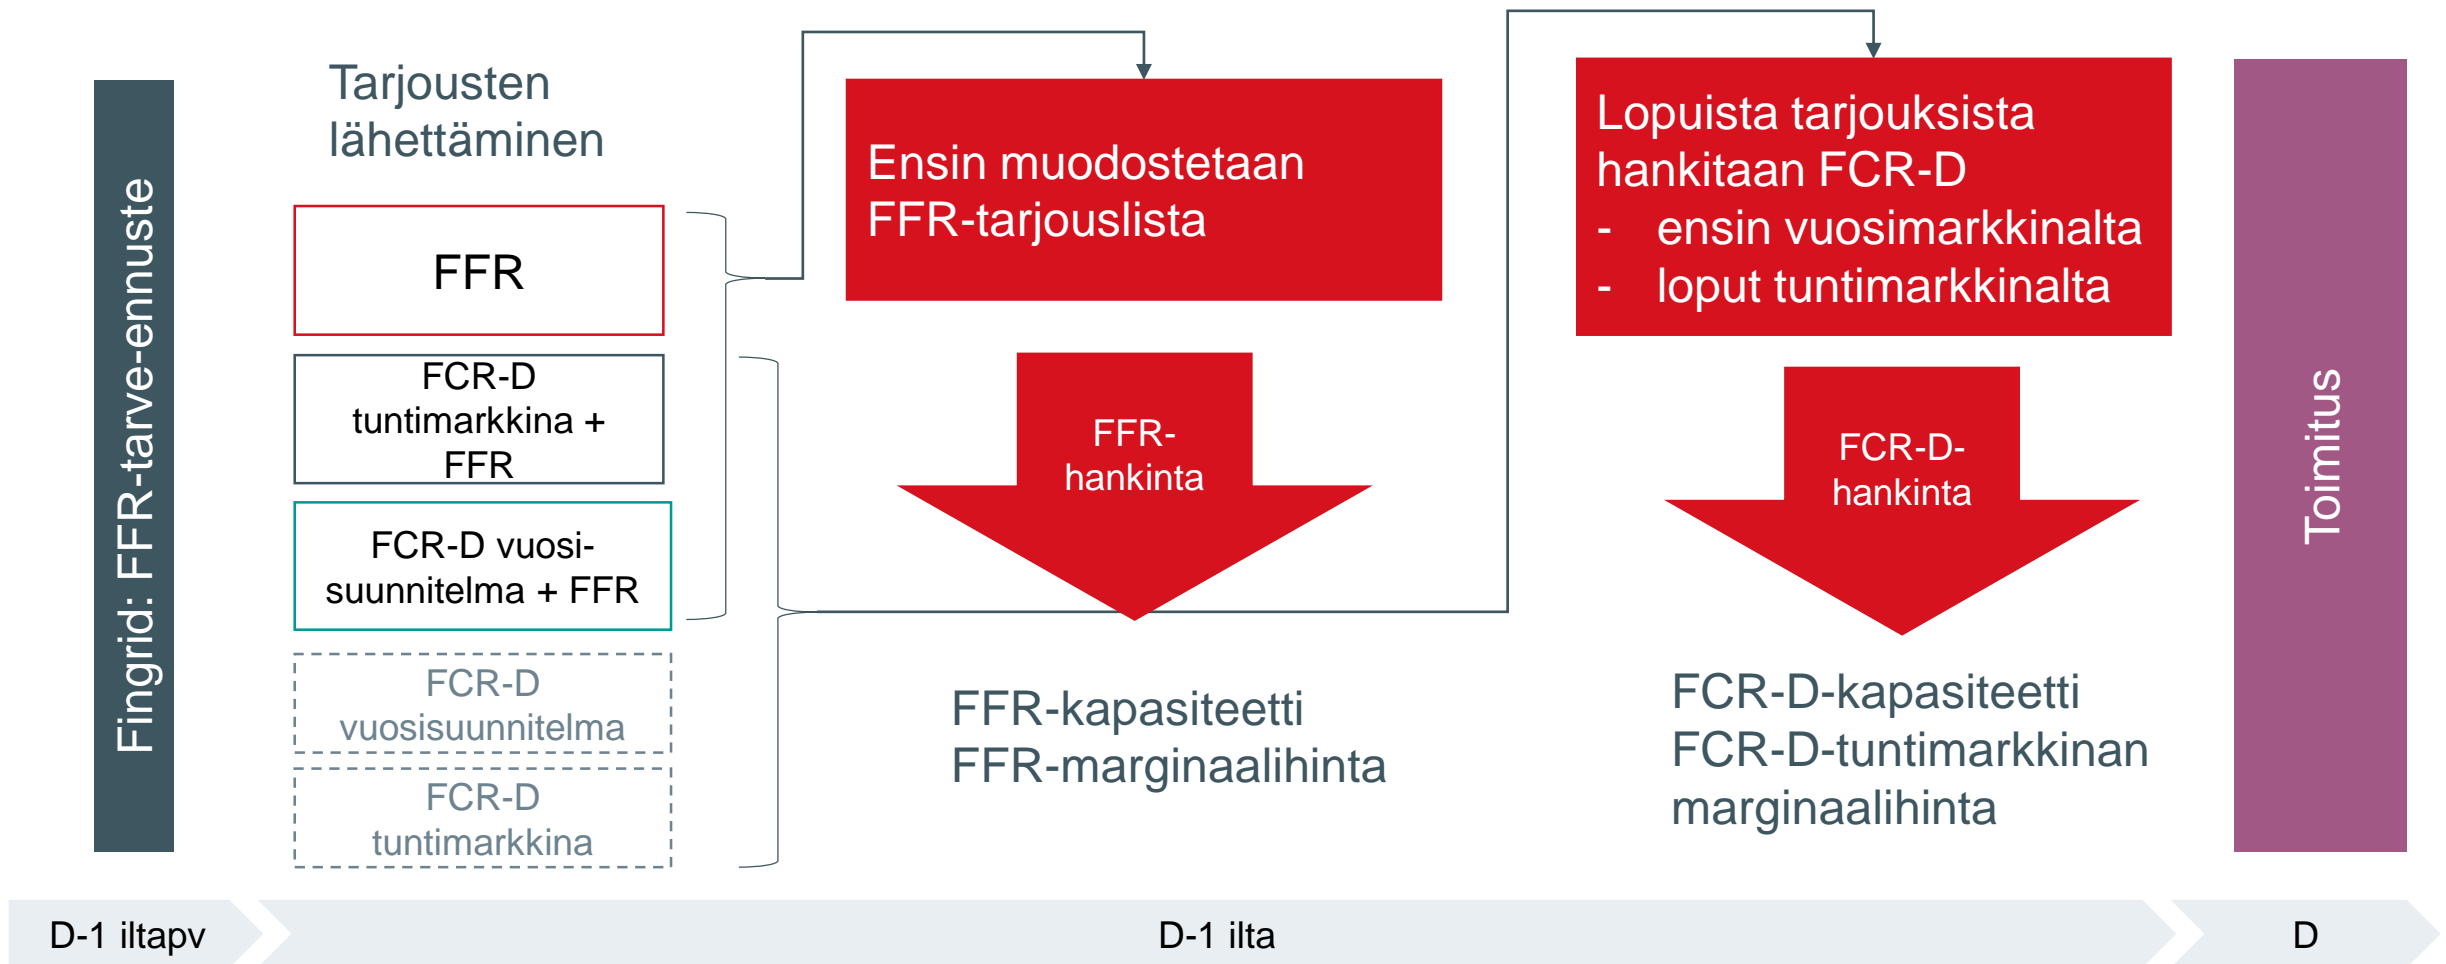 Fingrid: FFR-tarve-ennuste
Tarjousten
lähettäminen
FFR
FCR-D
tuntimarkkina +
FFR
FCR-D vuosi-
suunnitelma + FFR
FCR-D
vuosisuunnitelma
FCR-D
tuntimarkkina
Ensin muodostetaan
FFR-tarjouslista
FFR-
hankinta
FFR-kapasiteetti
FFR-marginaalihinta
Lopuista tarjouksista
hankitaan FCR-D
- ensin vuosimarkkinalta
- loput tuntimarkkinalta
FCR-D-
hankinta
FCR-D-kapasiteetti
FCR-D-tuntimarkkinan
marginaalihinta
Toimitus
D-1 iltapv
D-1 ilta
D